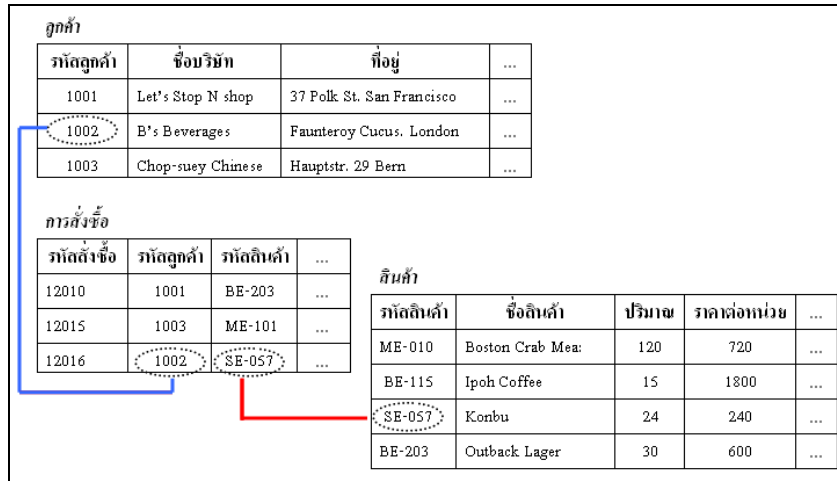 ลูกค้า
รหัสลูกค้า ชื่อบริษัท ที่อยู่ ...
1001 Let's Stop N shop 37 Polk St. San Francisco ...
1002 B's Beverages Faunteroy Cucus. London ...
1003 Chop-suey Chinese Hauptstr. 29 Bern ...
การสั่งซื้อ
รหัสสั่งซื้อ รหัสลูกค้า รหัสสินค้า ...
12010 1001 BE-203 ...
12015 1003 ME-101 ...
12016 1002 SE-057 ...
สินค้า
รหัสสินค้า ชื่อสินค้า ปริมาณ ราคาต่อหน่วย ...
ME-010 Boston Crab Mea: 120 720 ...
BE-115 Ipoh Coffee 15 1800 ...
SE-057 Konbu 24 240 ...
BE-203 Outback Lager 30 600 ...